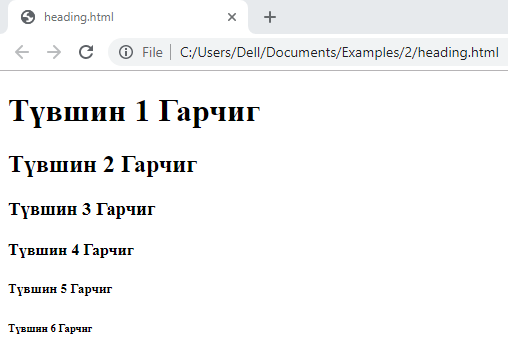 heading.html
File C:/Users/Dell/Documents/Examples/2/heading.html
Түвшин 1 Гарчиг
Түвшин 2 Гарчиг
Түвшин 3 Гарчиг
Түвшин 4 Гарчиг
Түвшин 5 Гарчиг
Түвшин 6 Гарчиг